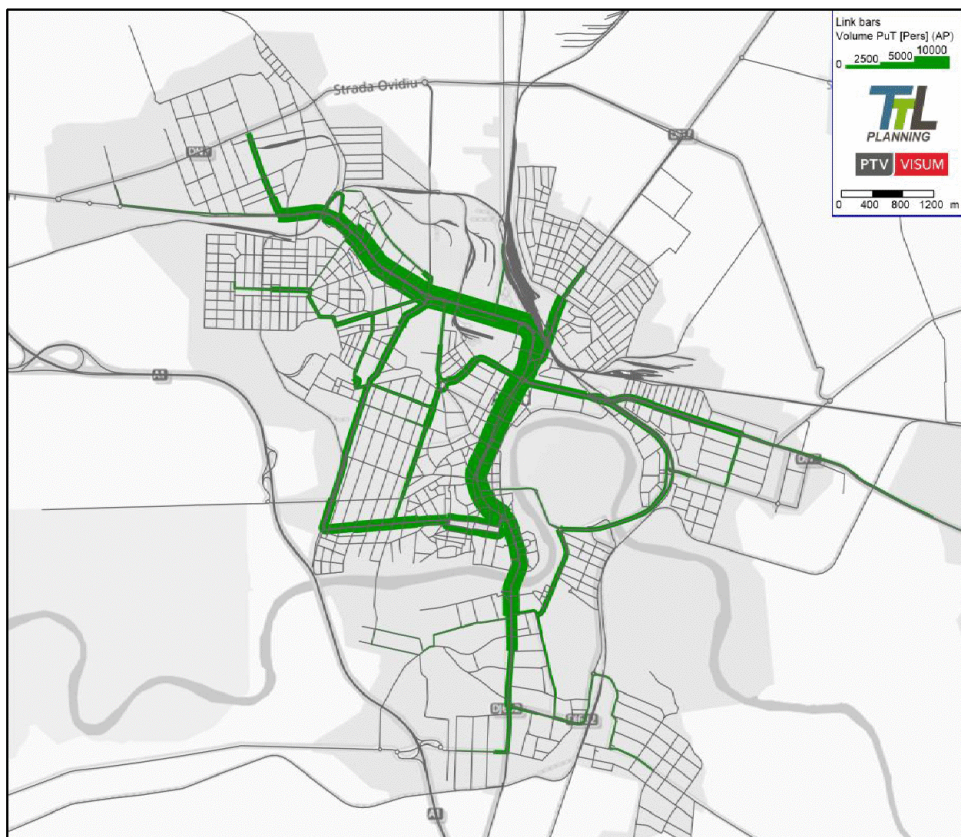 Link bars
Volume PuT [Pers] (AP)
0 2500 5000 10000
TTL
PLANNING
PTV VISUM
0 400 800 1200 m
Strada Ovidiu
A1